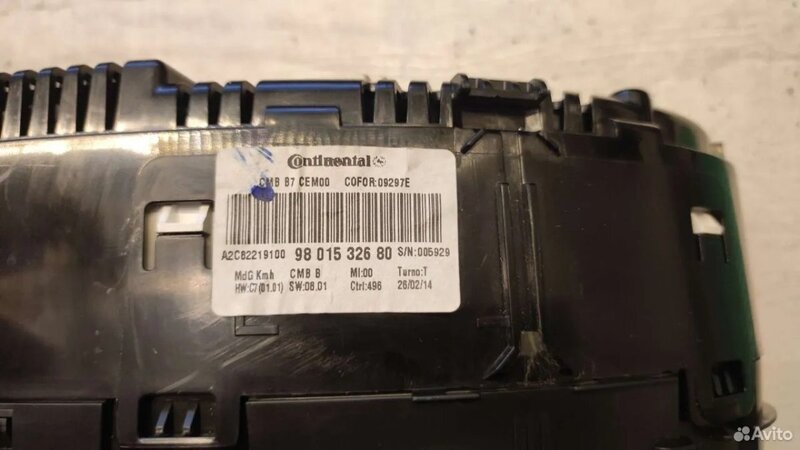 Continental
CMB B7 CEM00 COFOR:09297E
A2C82219100 98 015 326 80 S/N:005929
MdG Kmh CMB B MI:00 Turno:T
HW:C7(01.01) SW:08.01 Ctrl:496 26/02/14
Avito